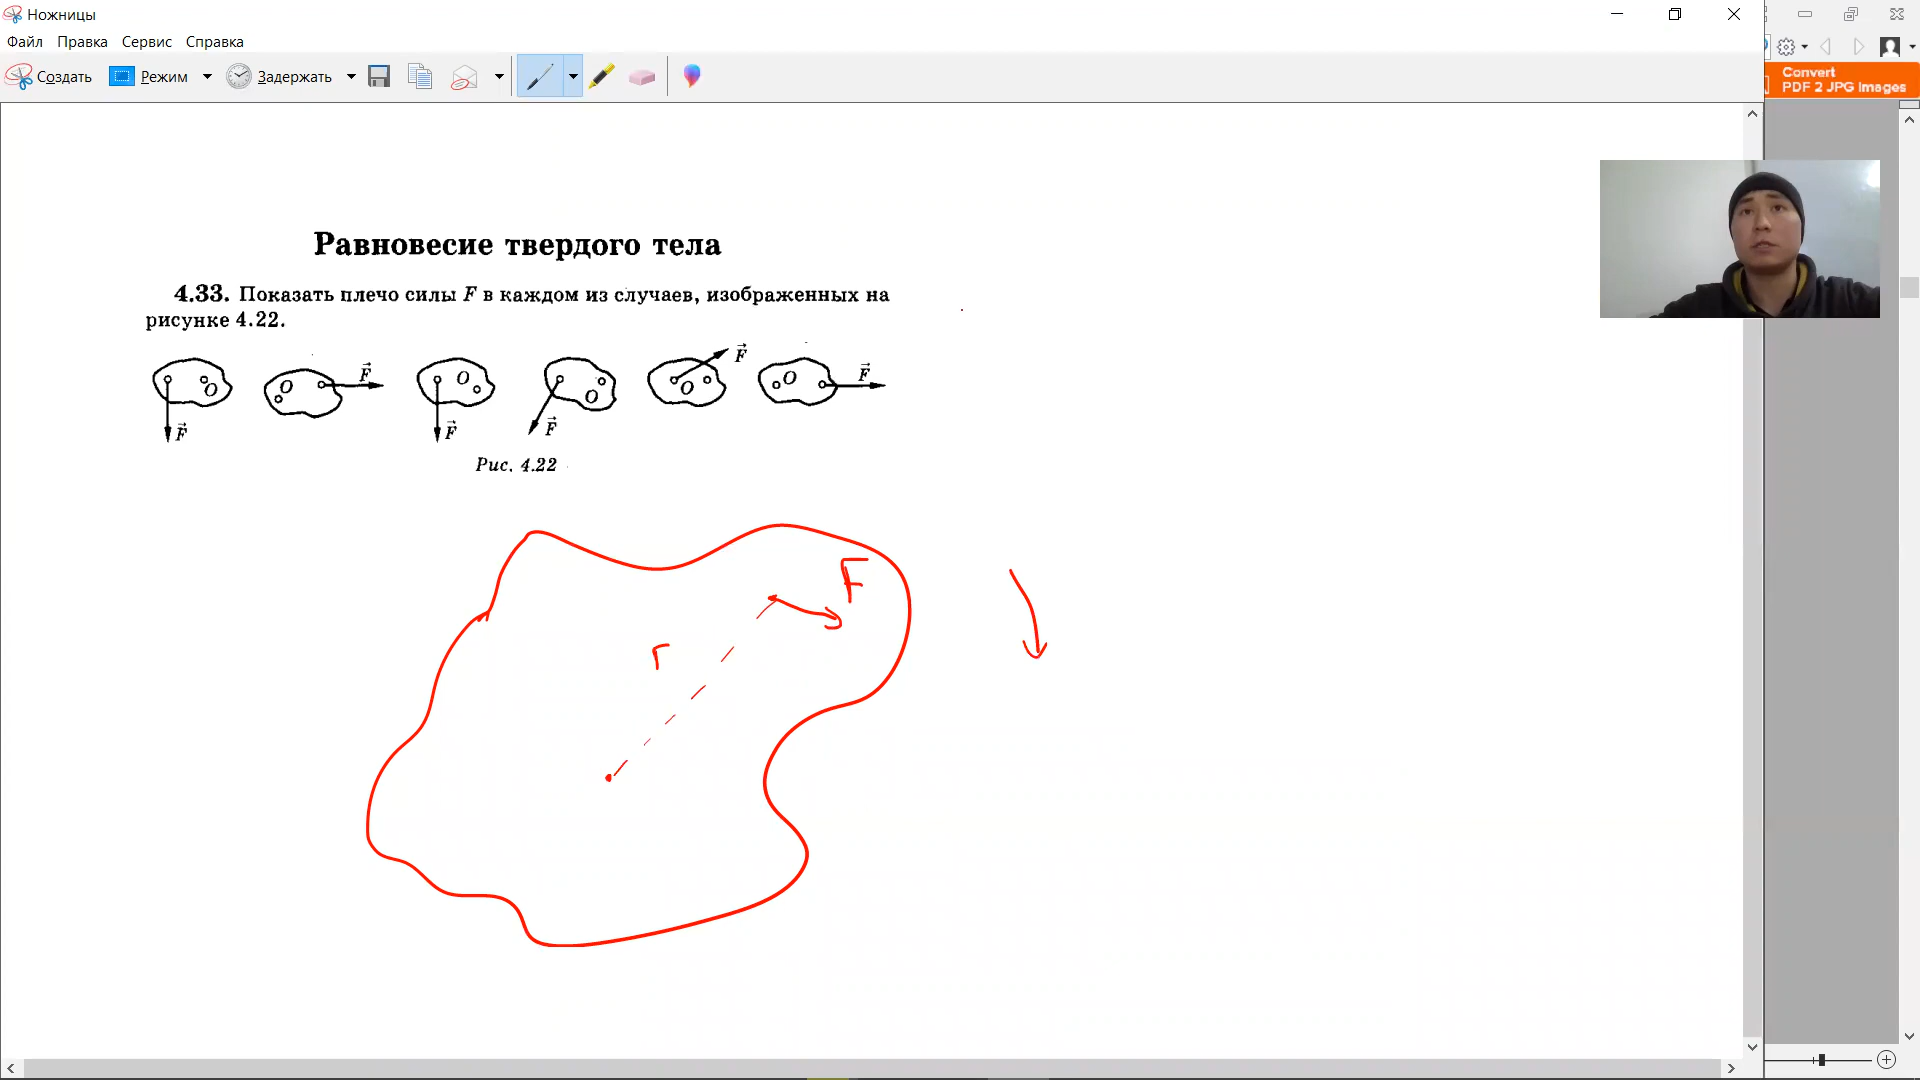 Ножницы
Файл Правка Сервис Справка
Создать Режим Задержать
Convert
PDF 2 JPG Images
Равновесие твердого тела
4.33. Показать плечо силы F в каждом из случаев, изображенных на
рисунке 4.22.
O F
O F
O F
O F
O F
O F
Рис. 4.22
F
r